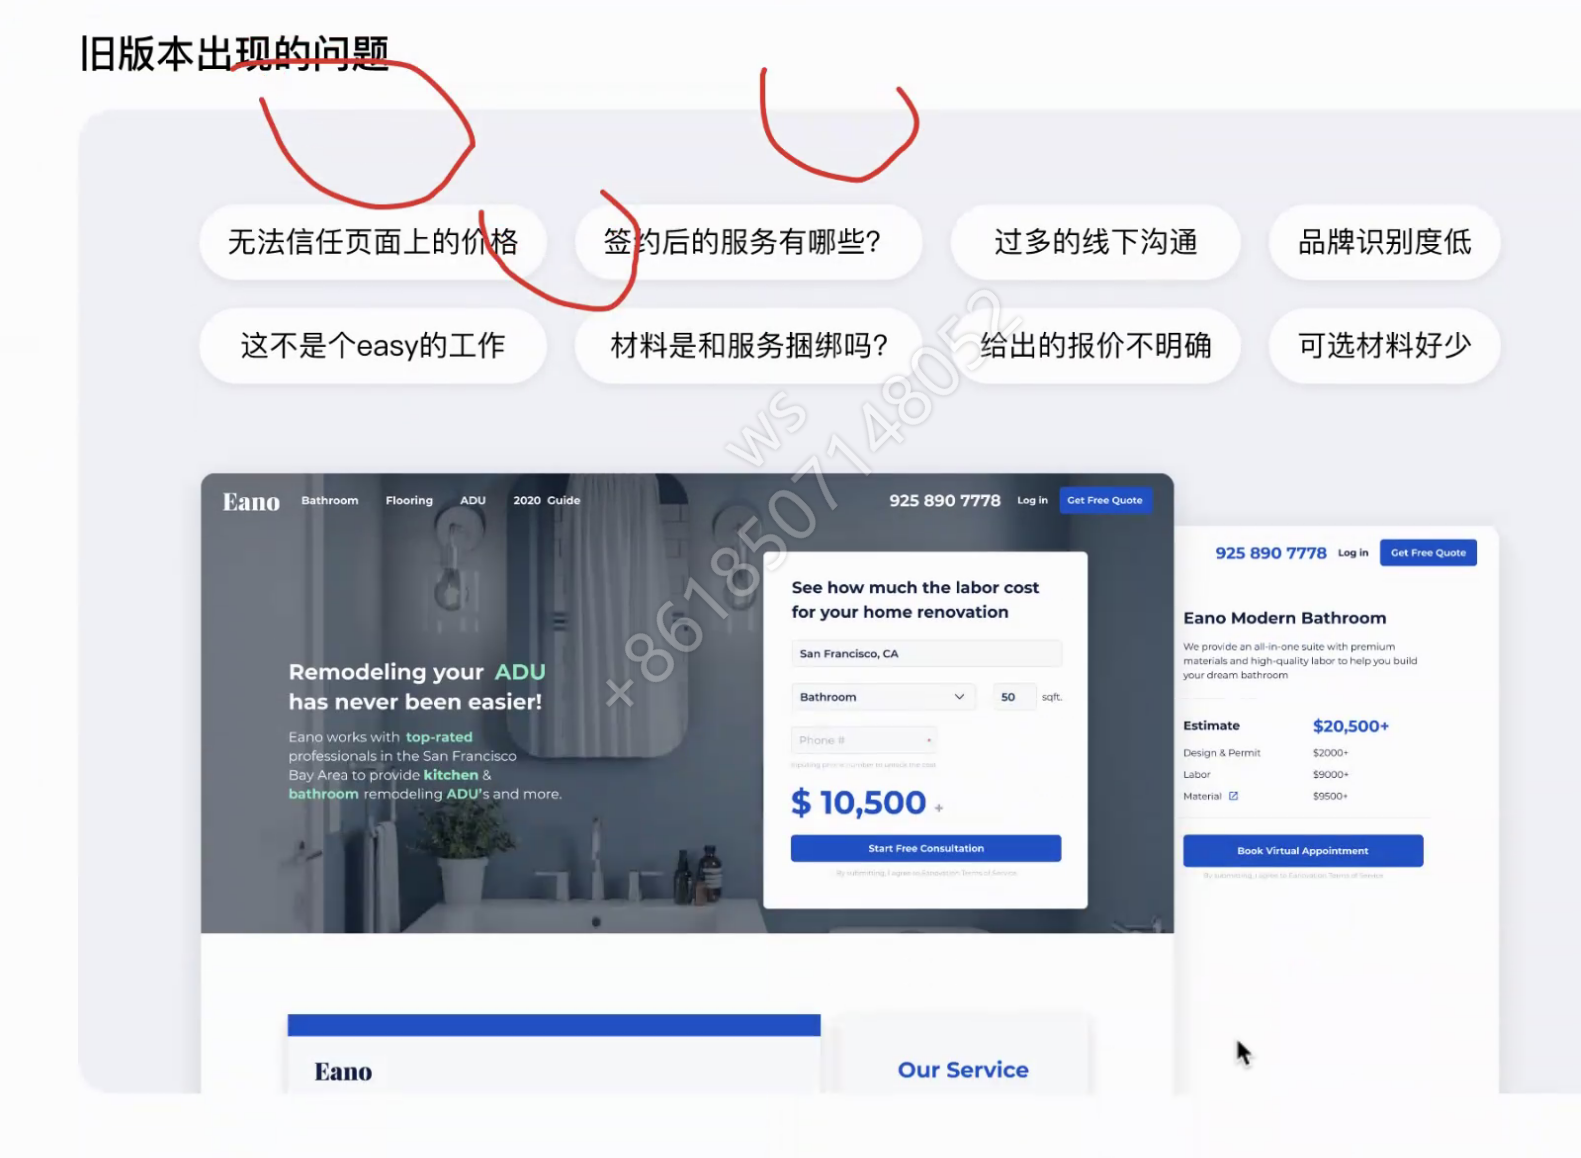 旧版本出现的问题
无法信任页面上的价格
签约后的服务有哪些?
过多的线下沟通
品牌识别度低
这不是个easy的工作
材料是和服务捆绑吗?
给出的报价不明确
可选材料好少
ws
+8618507148052
Eano Bathroom Flooring ADU 2020 Guide 925 890 7778 Log in Get Free Quote
Remodeling your ADU
has never been easier!
Eano works with top-rated
professionals in the San Francisco
Bay Area to provide kitchen &
bathroom remodeling ADU's and more.
See how much the labor cost
for your home renovation
San Francisco, CA
Bathroom 50 sqft.
Phone #
Inputing phone number to unlock the cost
$ 10,500 +
Start Free Consultation
925 890 7778 Log in Get Free Quote
Eano Modern Bathroom
We provide an all-in-one suite with premium
materials and high-quality labor to help you build
your dream bathroom
Estimate $20,500+
Design & Permit $2000+
Labor $9000+
Material $9500+
Book Virtual Appointment
Eano
Our Service